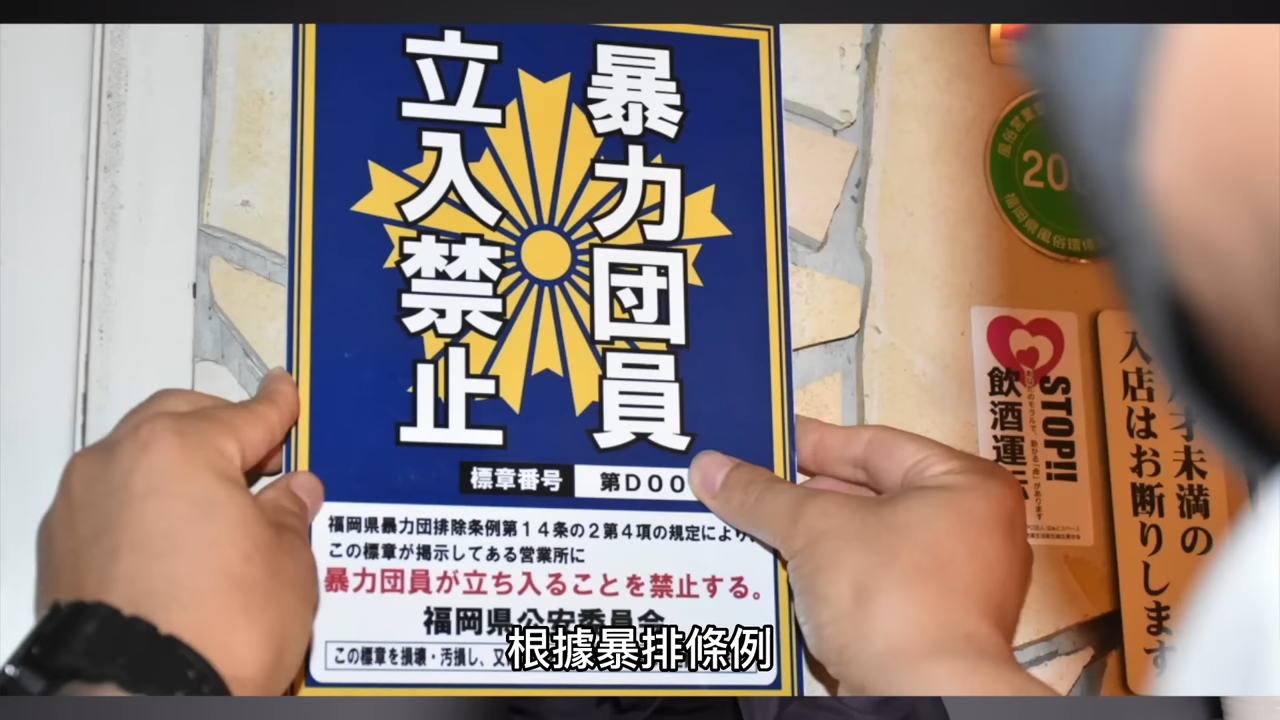 暴力団員
立入禁止
標章番号 第D00
福岡県暴力団排除条例第14条の2第4項の規定により、
この標章が掲示してある営業所に
暴力団員が立ち入ることを禁止する。
福岡県公安委員会
この標章を損壊・汚損し、又
根據暴排條例
20
福岡県風俗環
STOP!!
飲酒運
才未満の
入店はお断りします